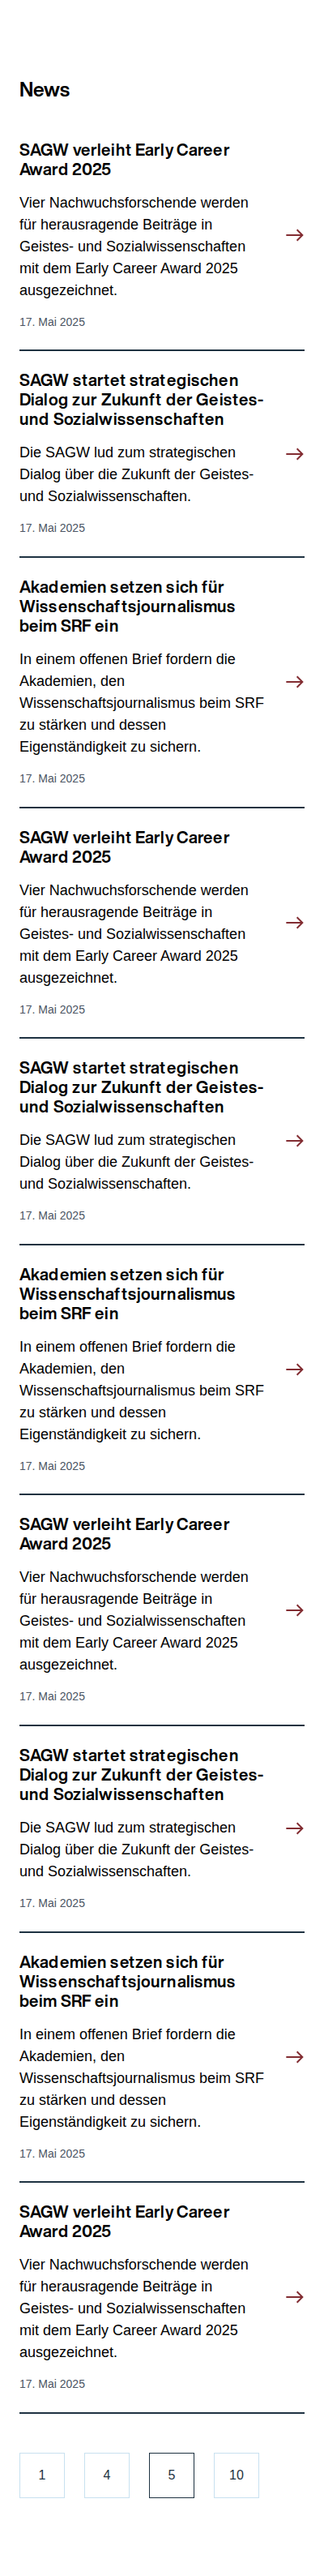 News
SAGW verleiht Early Career
Award 2025
Vier Nachwuchsforschende werden
für herausragende Beiträge in
Geistes- und Sozialwissenschaften
mit dem Early Career Award 2025
ausgezeichnet.
17. Mai 2025
SAGW startet strategischen
Dialog zur Zukunft der Geistes-
und Sozialwissenschaften
Die SAGW lud zum strategischen
Dialog über die Zukunft der Geistes-
und Sozialwissenschaften.
17. Mai 2025
Akademien setzen sich für
Wissenschaftsjournalismus
beim SRF ein
In einem offenen Brief fordern die
Akademien, den
Wissenschaftsjournalismus beim SRF
zu stärken und dessen
Eigenständigkeit zu sichern.
17. Mai 2025
SAGW verleiht Early Career
Award 2025
Vier Nachwuchsforschende werden
für herausragende Beiträge in
Geistes- und Sozialwissenschaften
mit dem Early Career Award 2025
ausgezeichnet.
17. Mai 2025
SAGW startet strategischen
Dialog zur Zukunft der Geistes-
und Sozialwissenschaften
Die SAGW lud zum strategischen
Dialog über die Zukunft der Geistes-
und Sozialwissenschaften.
17. Mai 2025
Akademien setzen sich für
Wissenschaftsjournalismus
beim SRF ein
In einem offenen Brief fordern die
Akademien, den
Wissenschaftsjournalismus beim SRF
zu stärken und dessen
Eigenständigkeit zu sichern.
17. Mai 2025
SAGW verleiht Early Career
Award 2025
Vier Nachwuchsforschende werden
für herausragende Beiträge in
Geistes- und Sozialwissenschaften
mit dem Early Career Award 2025
ausgezeichnet.
17. Mai 2025
SAGW startet strategischen
Dialog zur Zukunft der Geistes-
und Sozialwissenschaften
Die SAGW lud zum strategischen
Dialog über die Zukunft der Geistes-
und Sozialwissenschaften.
17. Mai 2025
Akademien setzen sich für
Wissenschaftsjournalismus
beim SRF ein
In einem offenen Brief fordern die
Akademien, den
Wissenschaftsjournalismus beim SRF
zu stärken und dessen
Eigenständigkeit zu sichern.
17. Mai 2025
SAGW verleiht Early Career
Award 2025
Vier Nachwuchsforschende werden
für herausragende Beiträge in
Geistes- und Sozialwissenschaften
mit dem Early Career Award 2025
ausgezeichnet.
17. Mai 2025
1 4 5 10